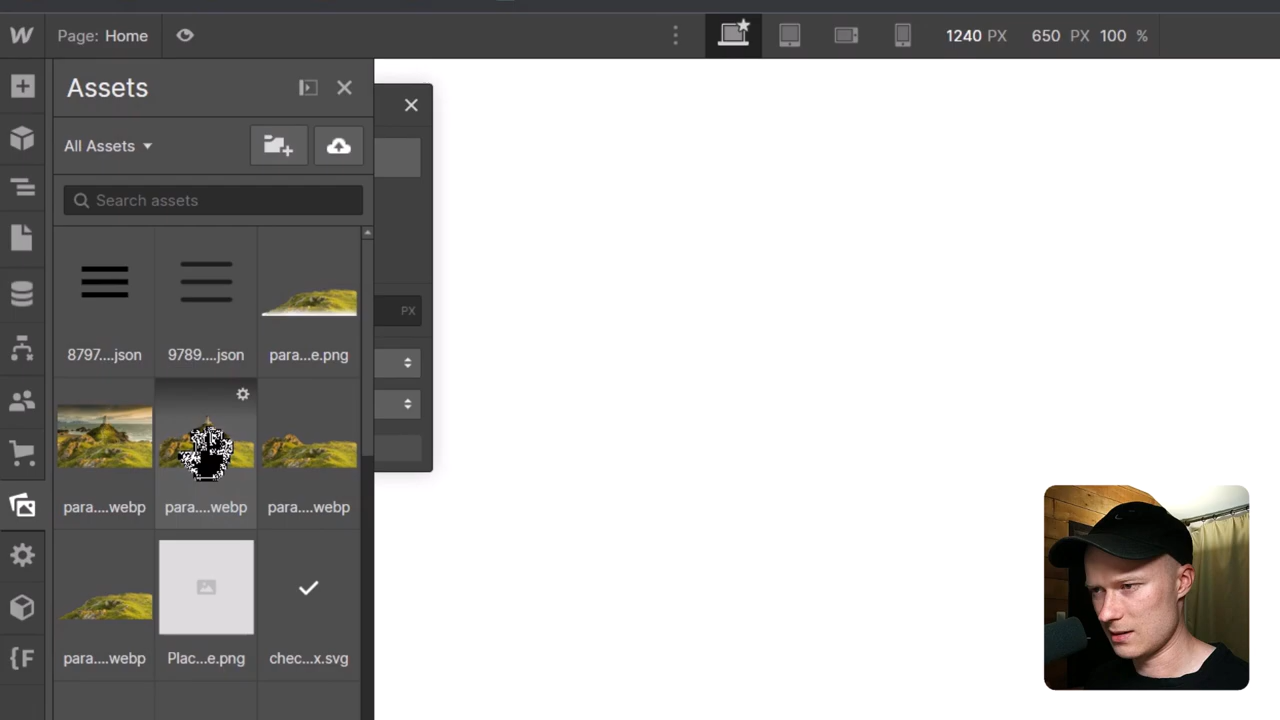 Page: Home
1240 PX 650 PX 100 %
Assets
All Assets
Search assets
8797....json 9789....json para...e.png
PX
para....webp para....webp para....webp
para....webp Plac...e.png chec...x.svg
{F